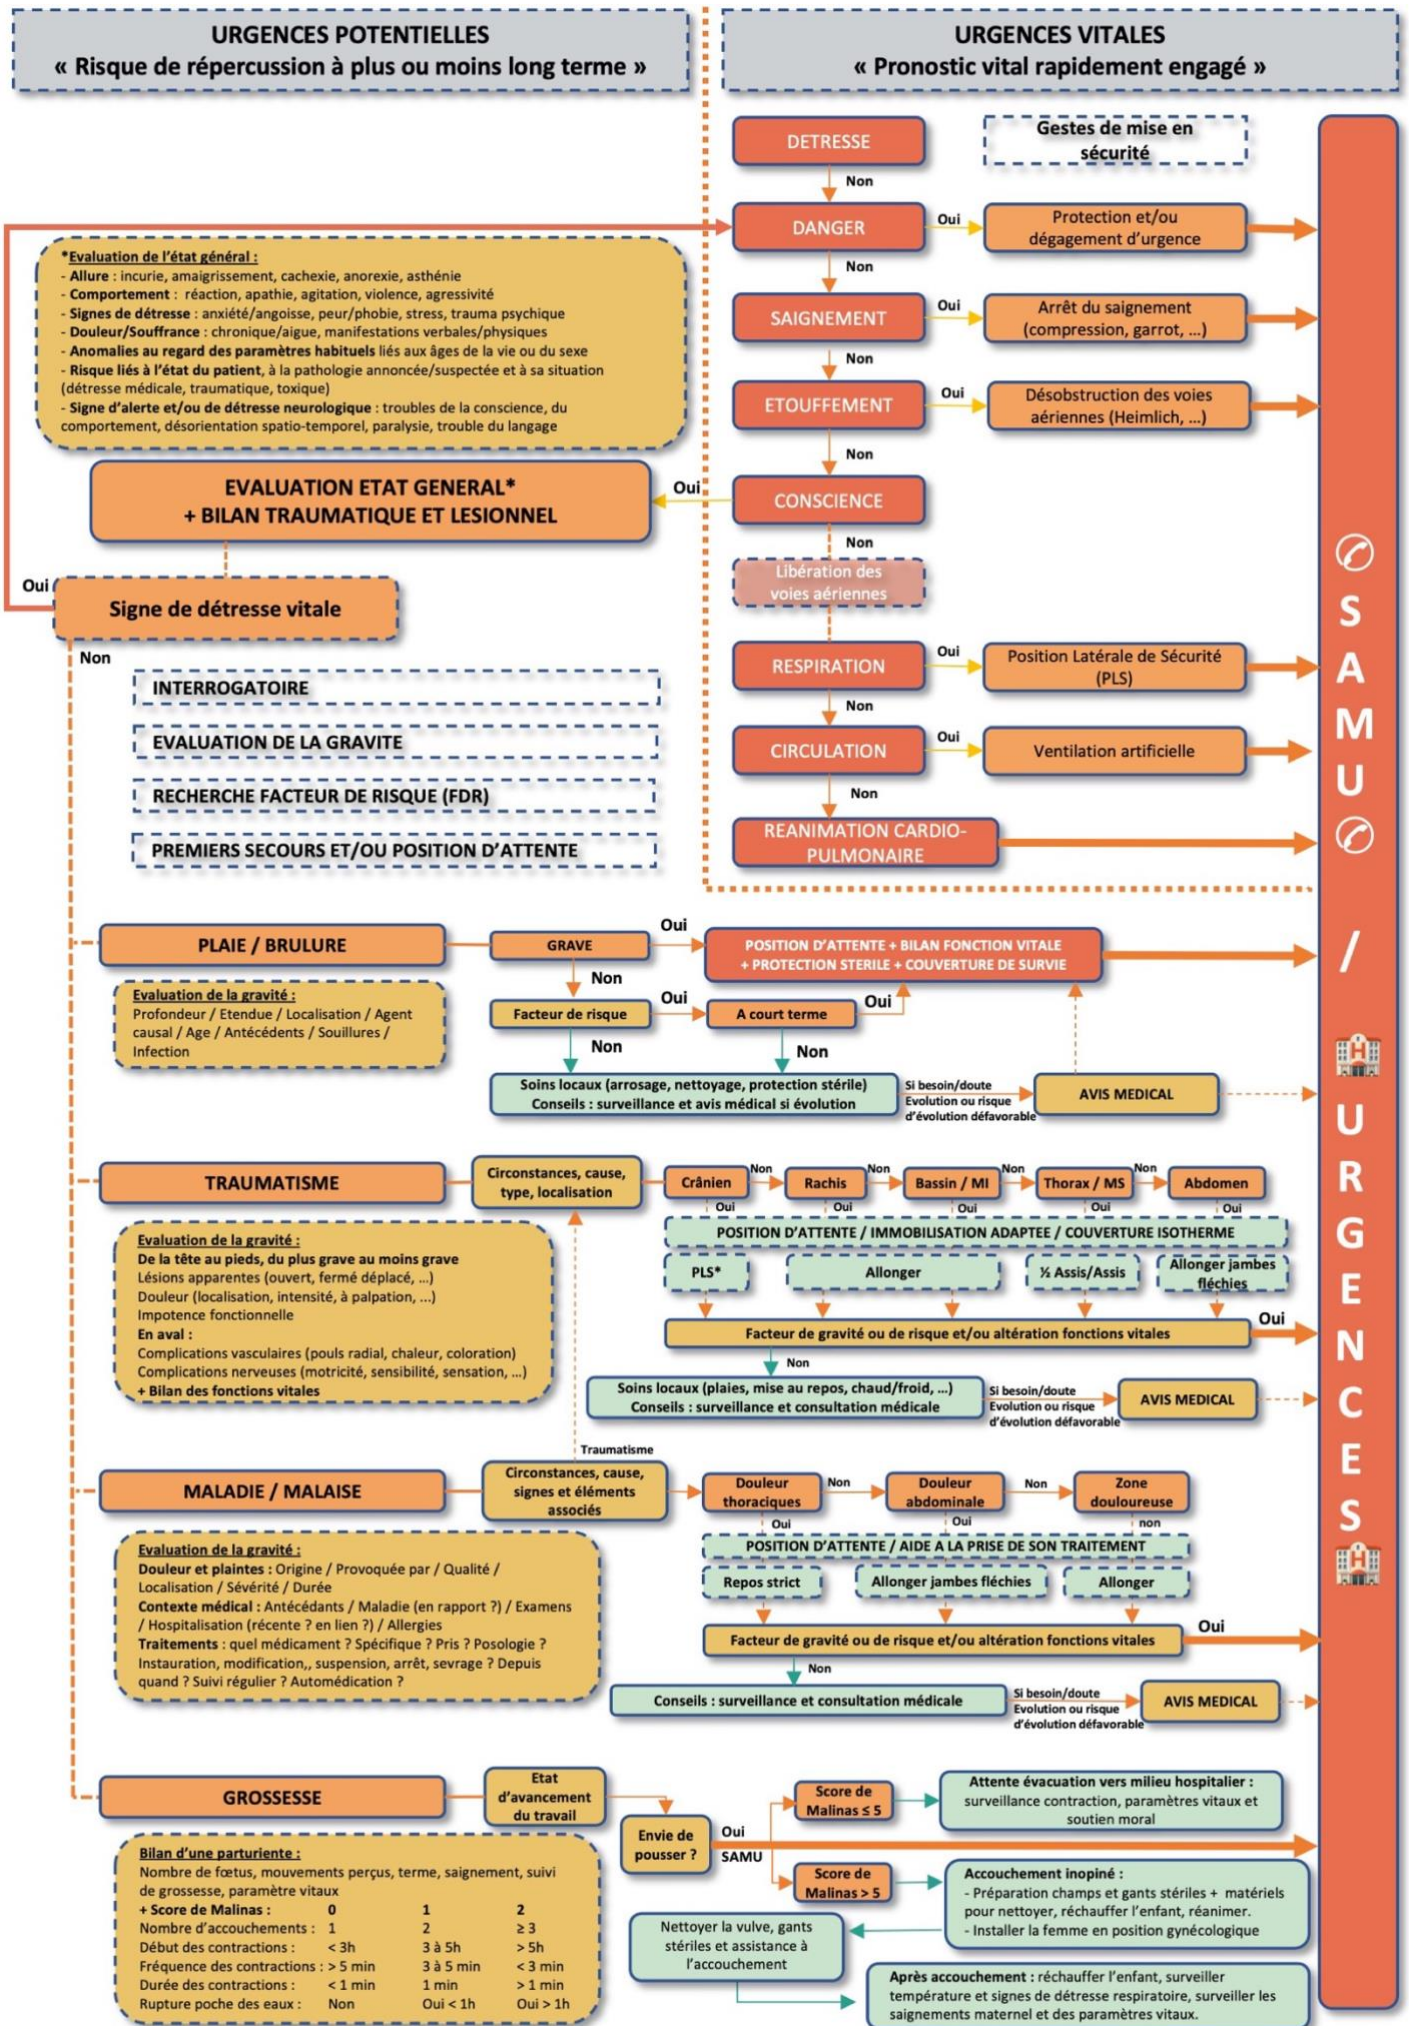 URGENCES POTENTIELLES
« Risque de répercussion à plus ou moins long terme »
URGENCES VITALES
« Pronostic vital rapidement engagé »
DETRESSE
Gestes de mise en
sécurité
Non
DANGER
Oui
Protection et/ou
dégagement d'urgence
Non
SAIGNEMENT
Oui
Arrêt du saignement
(compression, garrot, ...)
Non
ETOUFFEMENT
Oui
Désobstruction des voies
aériennes (Heimlich, ...)
Non
CONSCIENCE
Oui
Non
Libération des
voies aériennes
RESPIRATION
Oui
Position Latérale de Sécurité
(PLS)
Non
CIRCULATION
Oui
Ventilation artificielle
Non
REANIMATION CARDIO-
PULMONAIRE
*Evaluation de l'état général :
- Allure : incurie, amaigrissement, cachexie, anorexie, asthénie
- Comportement : réaction, apathie, agitation, violence, agressivité
- Signes de détresse : anxiété/angoisse, peur/phobie, stress, trauma psychique
- Douleur/Souffrance : chronique/aigue, manifestations verbales/physiques
- Anomalies au regard des paramètres habituels liés aux âges de la vie ou du sexe
- Risque liés à l'état du patient, à la pathologie annoncée/suspectée et à sa situation
(détresse médicale, traumatique, toxique)
- Signe d'alerte et/ou de détresse neurologique : troubles de la conscience, du
comportement, désorientation spatio-temporel, paralysie, trouble du langage
EVALUATION ETAT GENERAL*
+ BILAN TRAUMATIQUE ET LESIONNEL
Oui
Signe de détresse vitale
Non
INTERROGATOIRE
EVALUATION DE LA GRAVITE
RECHERCHE FACTEUR DE RISQUE (FDR)
PREMIERS SECOURS ET/OU POSITION D'ATTENTE
SAMU / URGENCES
H
H
PLAIE / BRULURE
GRAVE
Oui
POSITION D'ATTENTE + BILAN FONCTION VITALE
+ PROTECTION STERILE + COUVERTURE DE SURVIE
Non
Evaluation de la gravité :
Profondeur / Etendue / Localisation / Agent
causal / Age / Antécédents / Souillures /
Infection
Facteur de risque
Oui
A court terme
Oui
Non
Non
Soins locaux (arrosage, nettoyage, protection stérile)
Conseils : surveillance et avis médical si évolution
Si besoin/doute
Evolution ou risque
d'évolution défavorable
AVIS MEDICAL
TRAUMATISME
Circonstances, cause,
type, localisation
Crânien
Non
Rachis
Non
Bassin / MI
Non
Thorax / MS
Non
Abdomen
Oui
Oui
Oui
Oui
Oui
POSITION D'ATTENTE / IMMOBILISATION ADAPTEE / COUVERTURE ISOTHERME
PLS*
Allonger
½ Assis/Assis
Allonger jambes
fléchies
Facteur de gravité ou de risque et/ou altération fonctions vitales
Oui
Non
Soins locaux (plaies, mise au repos, chaud/froid, ...)
Conseils : surveillance et consultation médicale
Si besoin/doute
Evolution ou risque
d'évolution défavorable
AVIS MEDICAL
Evaluation de la gravité :
De la tête au pieds, du plus grave au moins grave
Lésions apparentes (ouvert, fermé déplacé, ...)
Douleur (localisation, intensité, à palpation, ...)
Impotence fonctionnelle
En aval :
Complications vasculaires (pouls radial, chaleur, coloration)
Complications nerveuses (motricité, sensibilité, sensation, ...)
+ Bilan des fonctions vitales
Traumatisme
MALADIE / MALAISE
Circonstances, cause,
signes et éléments
associés
Douleur
thoraciques
Non
Douleur
abdominale
Non
Zone
douloureuse
Oui
Oui
non
POSITION D'ATTENTE / AIDE A LA PRISE DE SON TRAITEMENT
Repos strict
Allonger jambes fléchies
Allonger
Facteur de gravité ou de risque et/ou altération fonctions vitales
Oui
Non
Conseils : surveillance et consultation médicale
Si besoin/doute
Evolution ou risque
d'évolution défavorable
AVIS MEDICAL
Evaluation de la gravité :
Douleur et plaintes : Origine / Provoquée par / Qualité /
Localisation / Sévérité / Durée
Contexte médical : Antécédants / Maladie (en rapport ?) / Examens
/ Hospitalisation (récente ? en lien ?) / Allergies
Traitements : quel médicament ? Spécifique ? Pris ? Posologie ?
Instauration, modification,, suspension, arrêt, sevrage ? Depuis
quand ? Suivi régulier ? Automédication ?
GROSSESSE
Etat
d'avancement
du travail
Envie de
pousser ?
Oui
SAMU
Score de
Malinas ≤ 5
Attente évacuation vers milieu hospitalier :
surveillance contraction, paramètres vitaux et
soutien moral
Score de
Malinas > 5
Accouchement inopiné :
- Préparation champs et gants stériles + matériels
pour nettoyer, réchauffer l'enfant, réanimer.
- Installer la femme en position gynécologique
Nettoyer la vulve, gants
stériles et assistance à
l'accouchement
Après accouchement : réchauffer l'enfant, surveiller
température et signes de détresse respiratoire, surveiller les
saignements maternel et des paramètres vitaux.
Bilan d'une parturiente :
Nombre de fœtus, mouvements perçus, terme, saignement, suivi
de grossesse, paramètre vitaux
+ Score de Malinas : 0 1 2
Nombre d'accouchements : 1 2 ≥ 3
Début des contractions : < 3h 3 à 5h > 5h
Fréquence des contractions : > 5 min 3 à 5 min < 3 min
Durée des contractions : < 1 min 1 min > 1 min
Rupture poche des eaux : Non Oui < 1h Oui > 1h